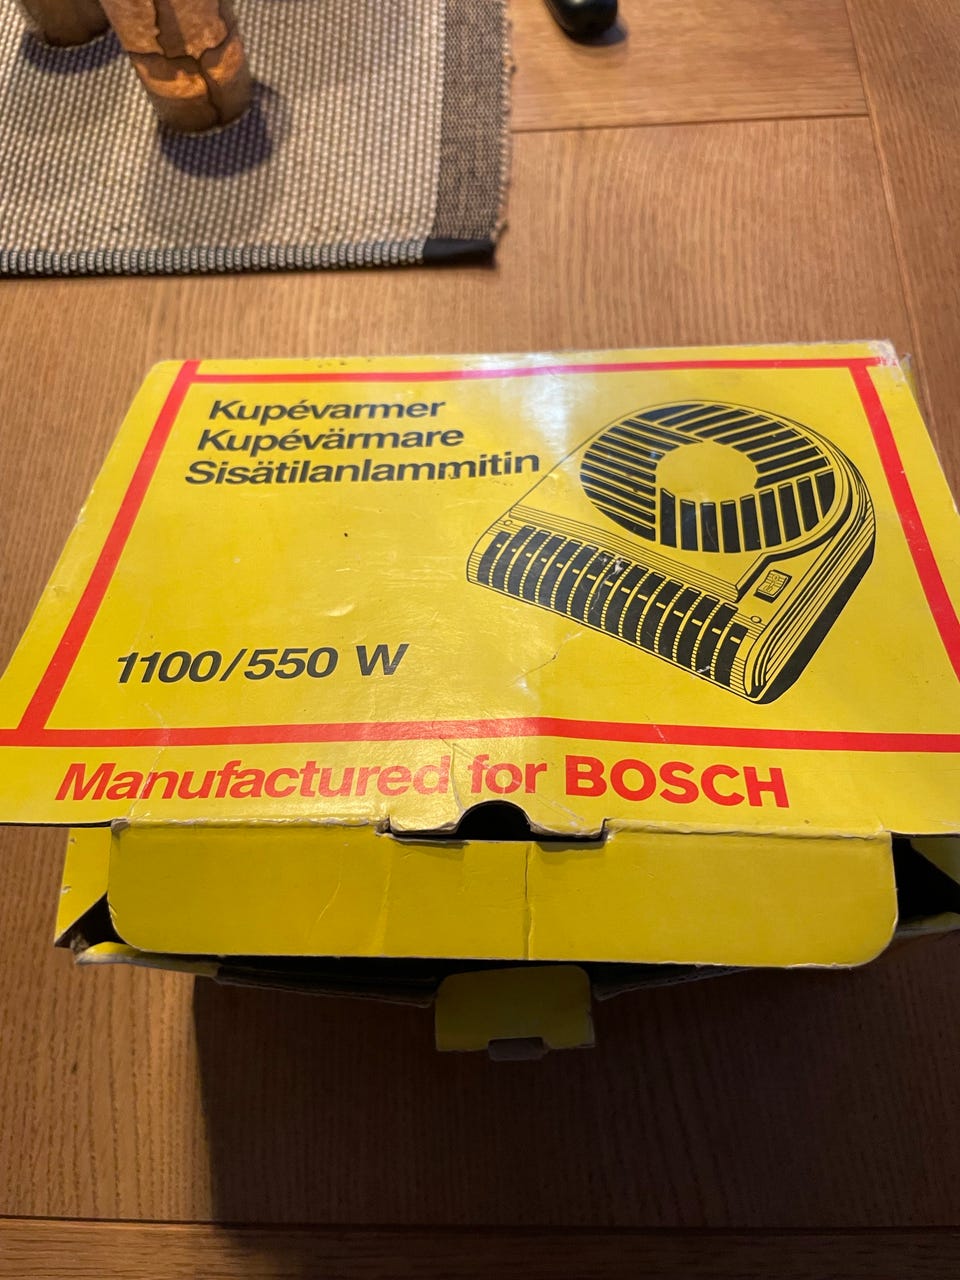 Kupévarmer
Kupévärmare
Sisätilanlammitin
1100/550 W
Manufactured for BOSCH